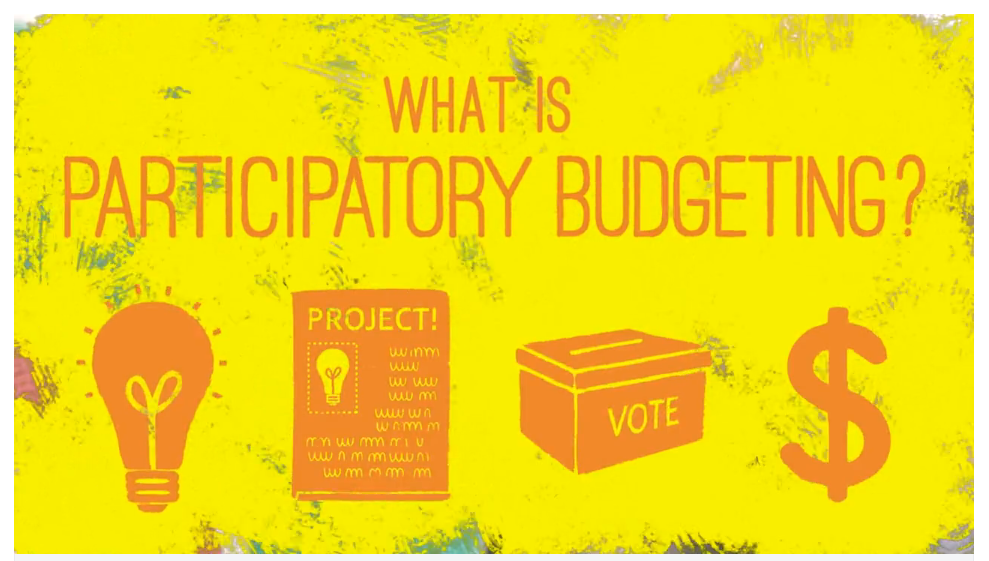 WHAT IS
PARTICIPATORY BUDGETING?
PROJECT!
VOTE
$